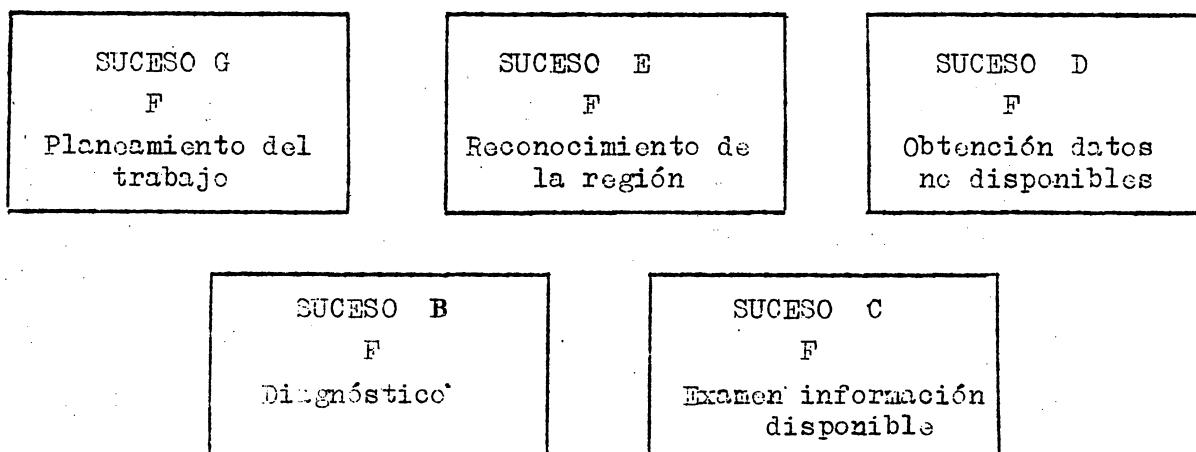 SUCESO G
F
Planeamiento del
trabajo
SUCESO E
F
Reconocimiento de
la región
SUCESO D
F
Obtención datos
no disponibles
SUCESO B
F
Diagnóstico
SUCESO C
F
Examen información
disponible